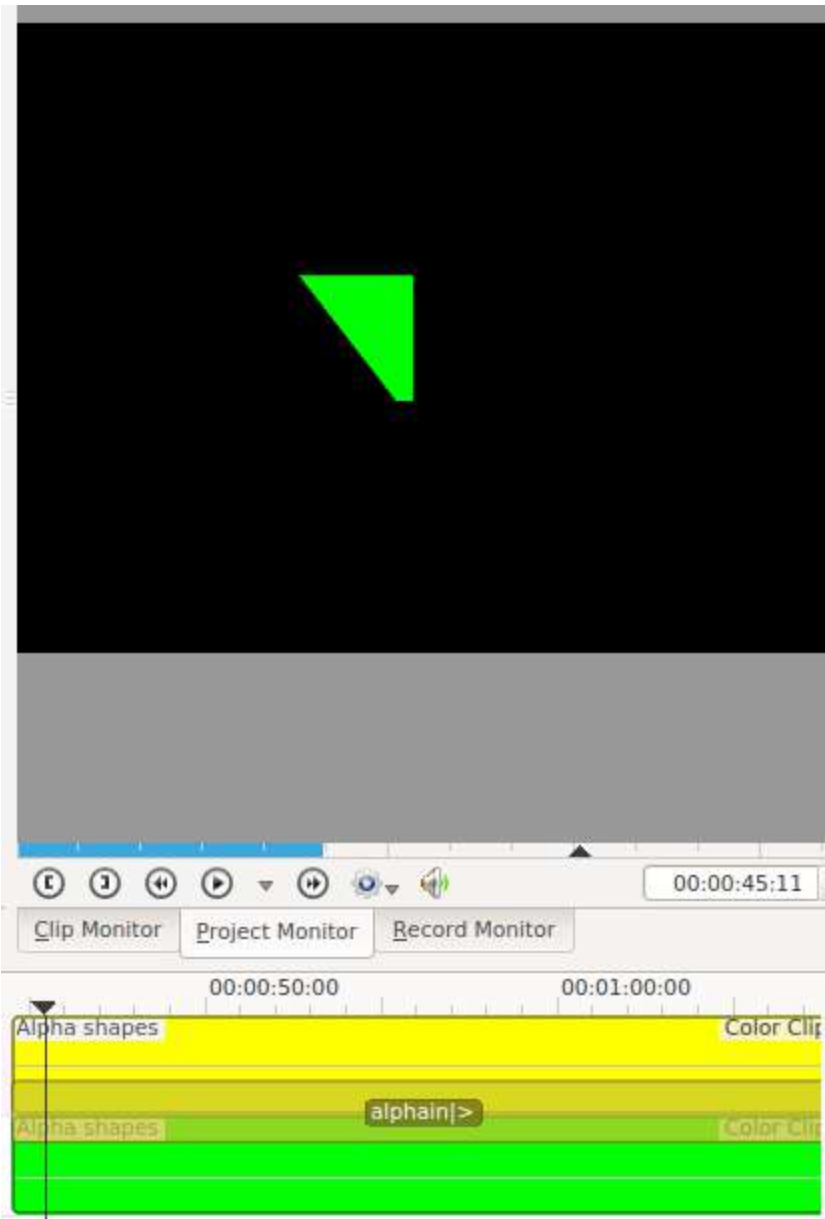 00:00:45:11
Clip Monitor
Project Monitor
Record Monitor
00:00:50:00
00:01:00:00
Alpha shapes
Color Clip
alphain|>
Alpha shapes
Color Clip